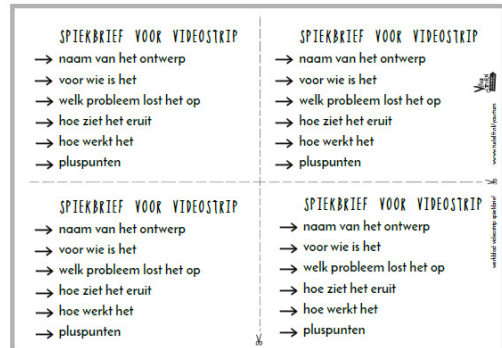 SPIEKBRIEF VOOR VIDEOSTRIP
→ naam van het ontwerp
→ voor wie is het
→ welk probleem lost het op
→ hoe ziet het eruit
→ hoe werkt het
→ pluspunten
SPIEKBRIEF VOOR VIDEOSTRIP
→ naam van het ontwerp
→ voor wie is het
→ welk probleem lost het op
→ hoe ziet het eruit
→ hoe werkt het
→ pluspunten
SPIEKBRIEF VOOR VIDEOSTRIP
→ naam van het ontwerp
→ voor wie is het
→ welk probleem lost het op
→ hoe ziet het eruit
→ hoe werkt het
→ pluspunten
SPIEKBRIEF VOOR VIDEOSTRIP
→ naam van het ontwerp
→ voor wie is het
→ welk probleem lost het op
→ hoe ziet het eruit
→ hoe werkt het
→ pluspunten
werkblad videostrip spiekbrief